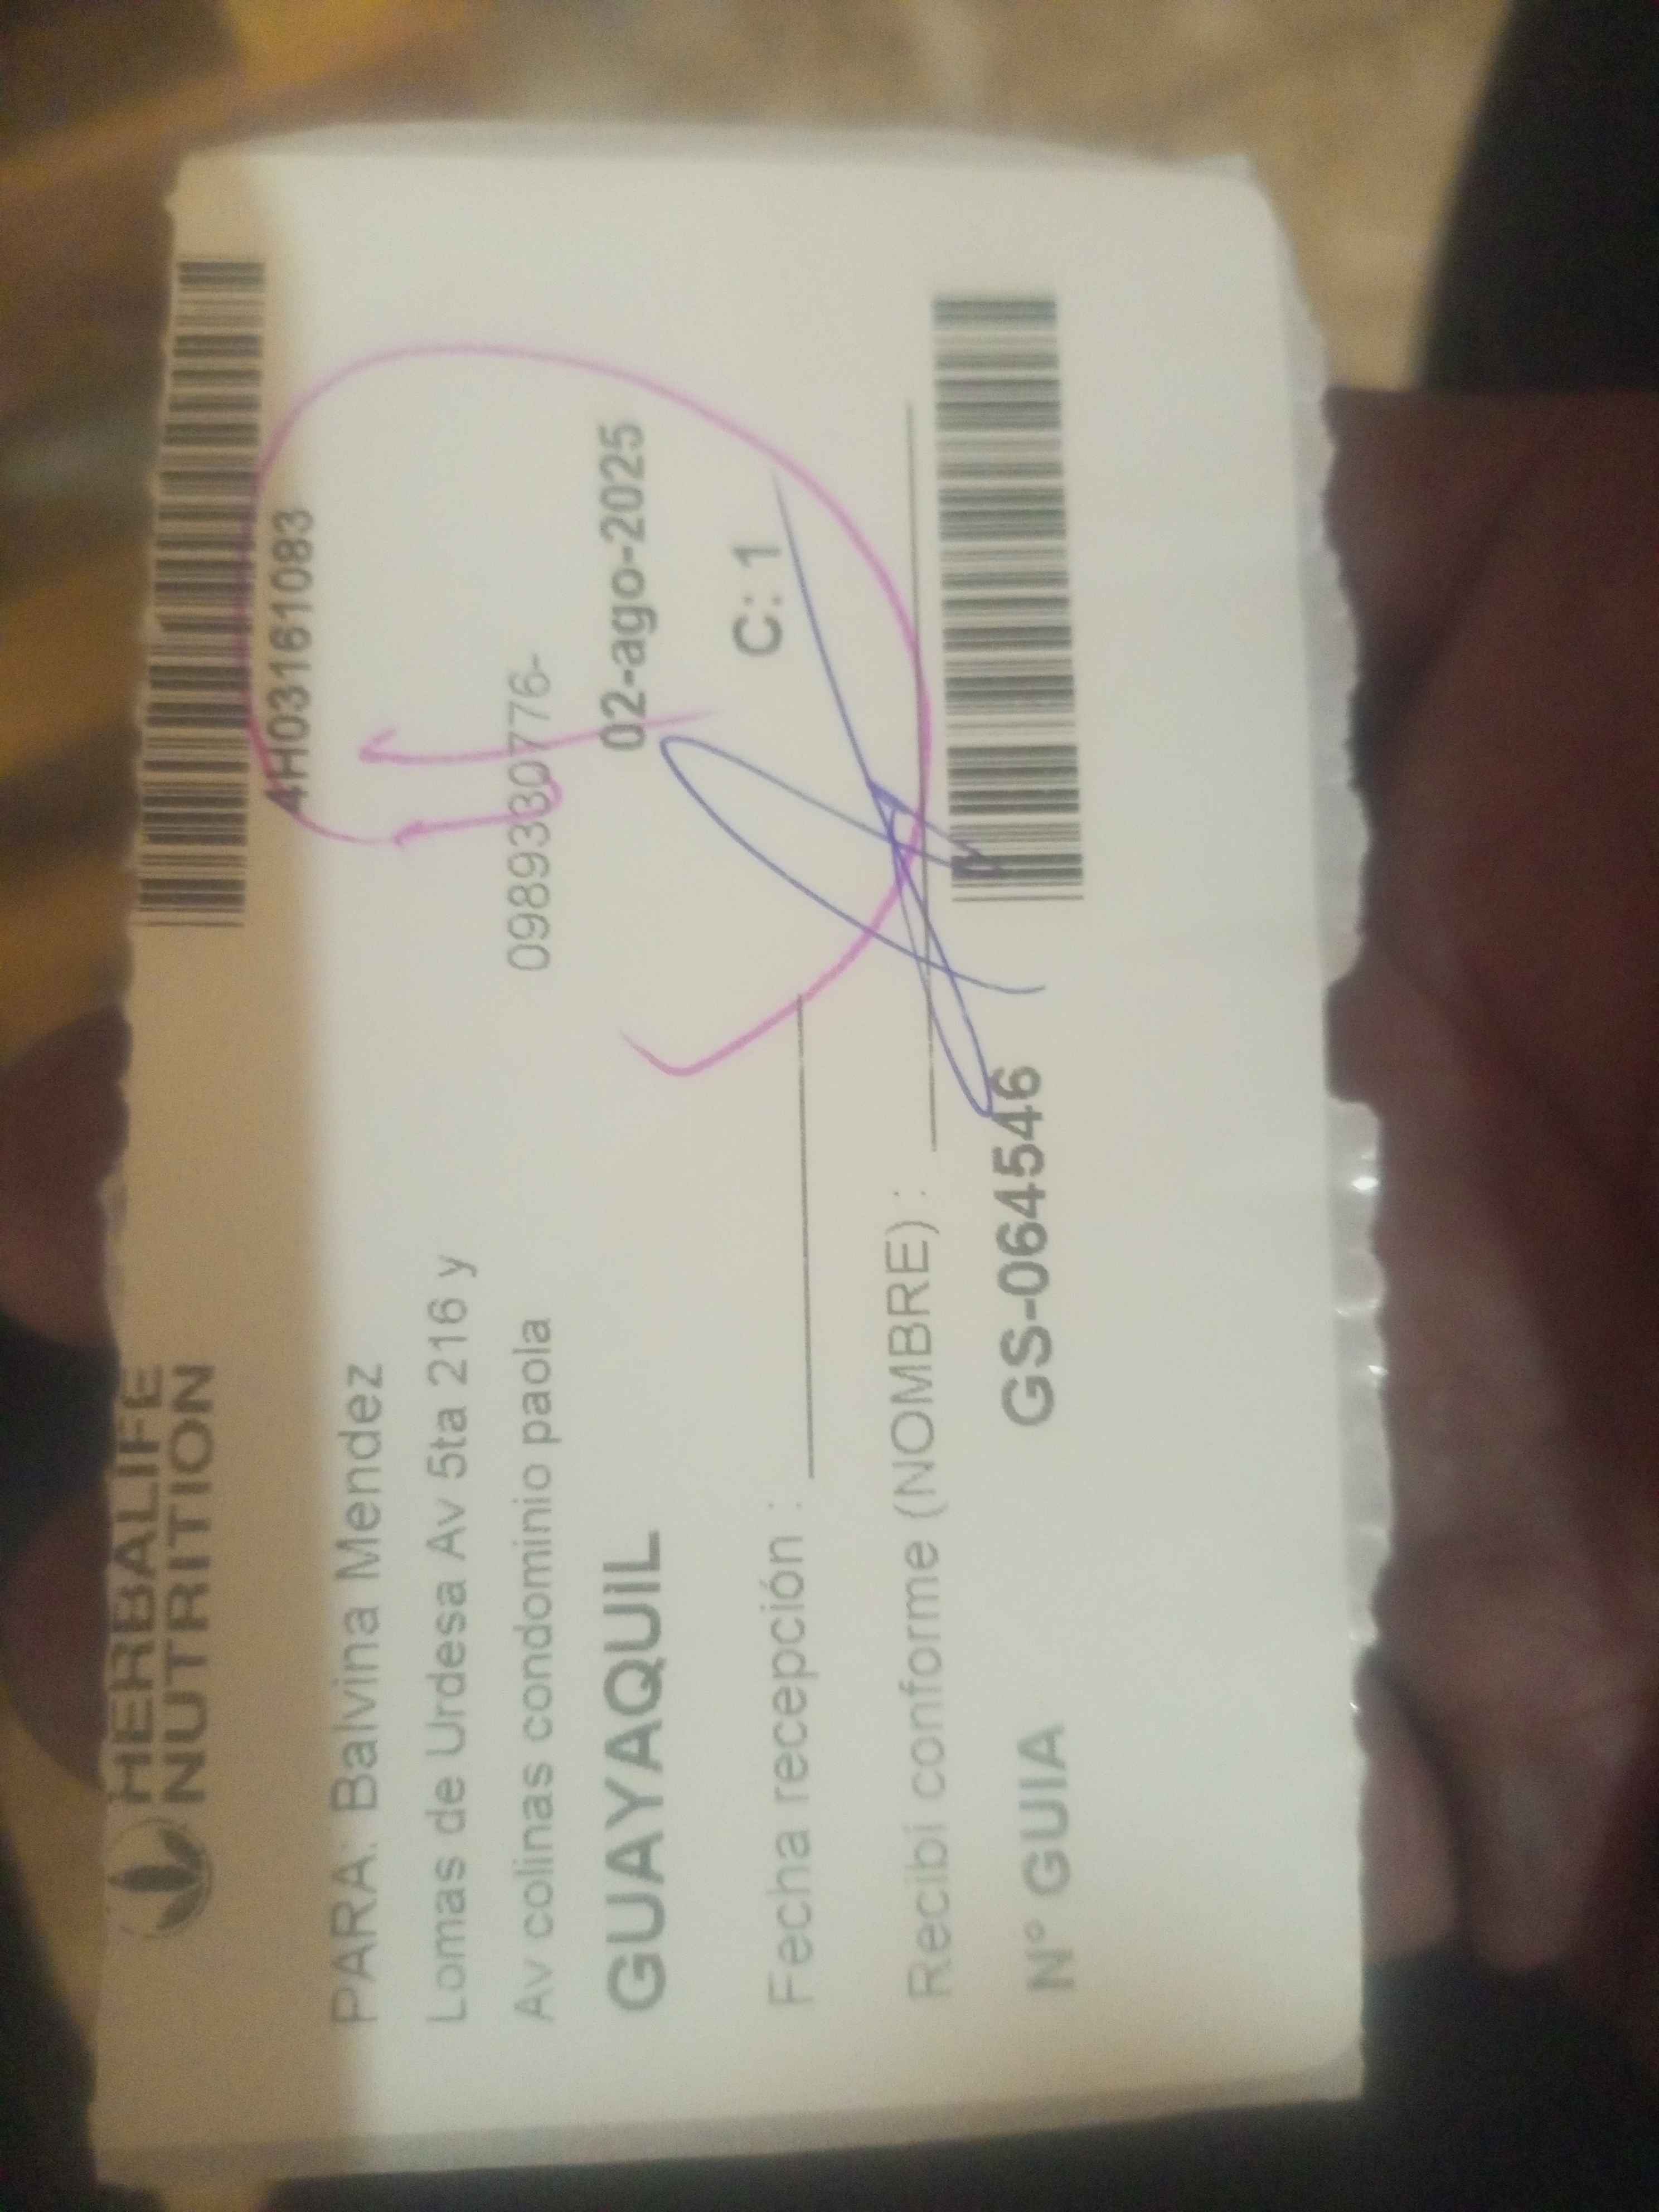 HERBALIFE
NUTRITION
4H03161083
PARA: Balvina Mendez
Lomas de Urdesa Av 5ta 216 y
Av colinas condominio paola
0989330776-
GUAYAQUIL 02-ago-2025
C: 1
Fecha recepción :
Recibí conforme (NOMBRE) :
N° GUIA GS-064546